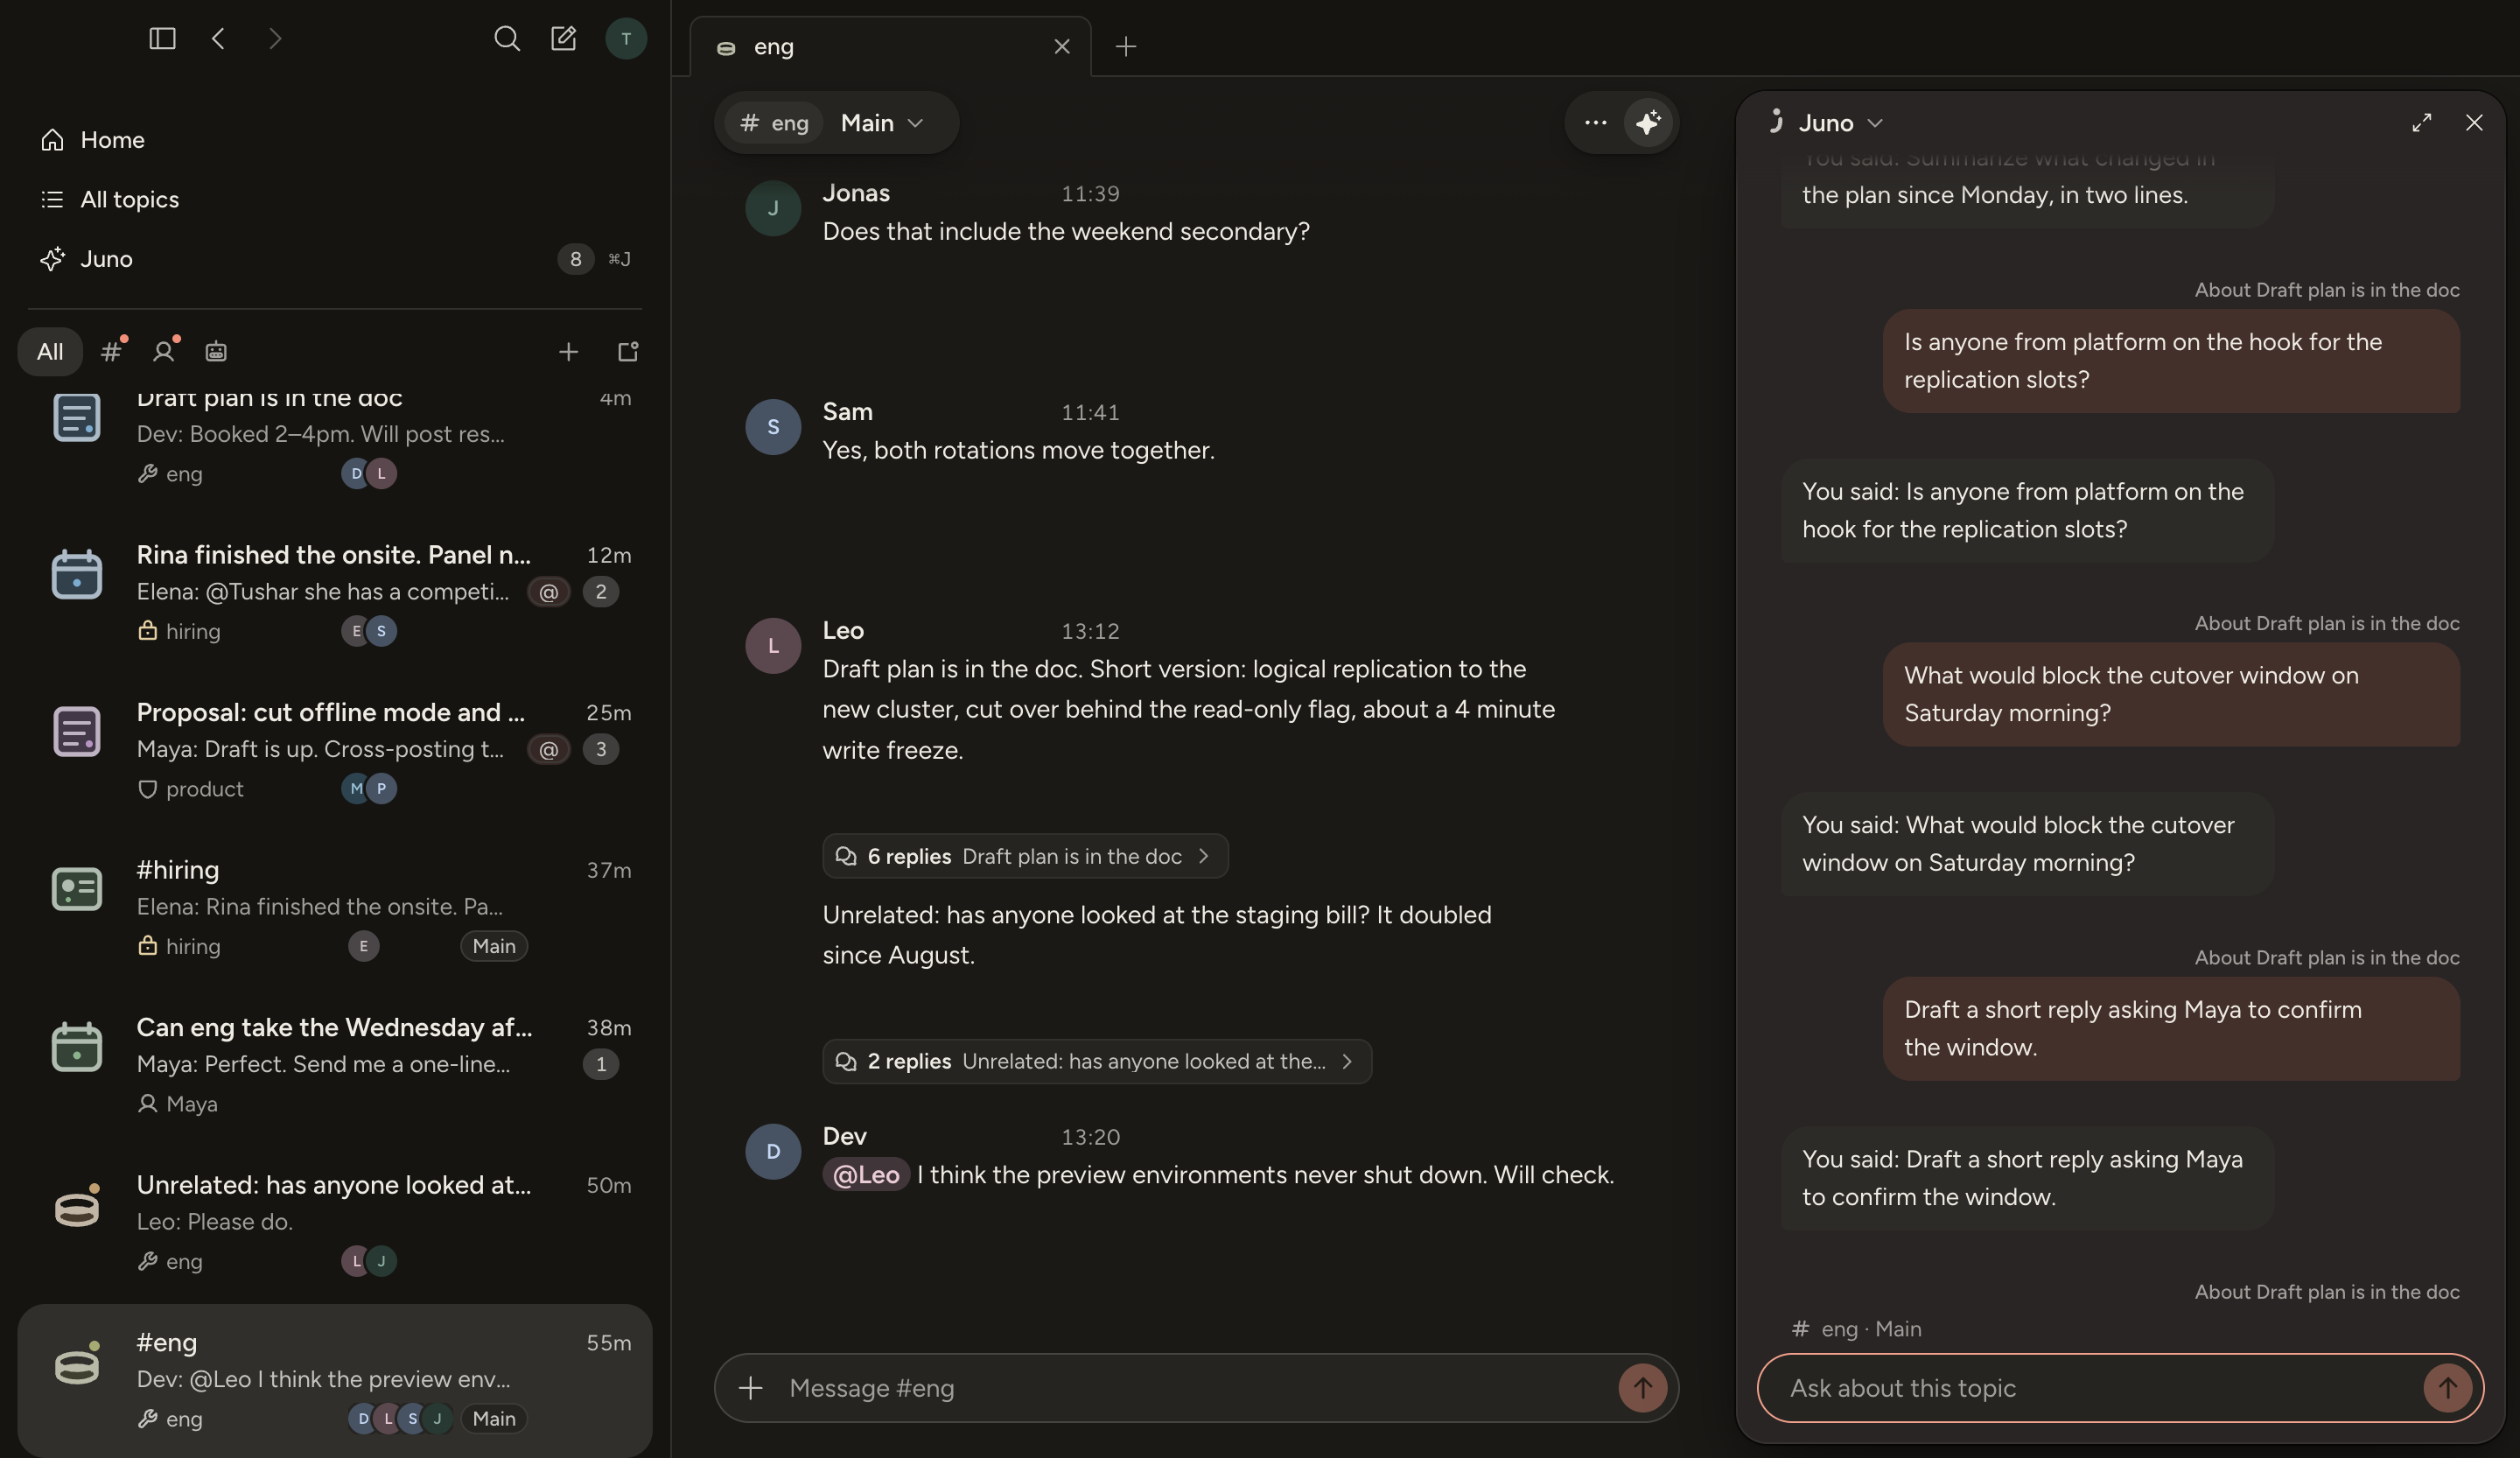 T
Home
All topics
Juno
8 ⌘J
All
Draft plan is in the doc
4m
Dev: Booked 2–4pm. Will post res...
eng
D L
Rina finished the onsite. Panel n...
12m
Elena: @Tushar she has a competi...
@ 2
hiring
E S
Proposal: cut offline mode and ...
25m
Maya: Draft is up. Cross-posting t...
@ 3
product
M P
#hiring
37m
Elena: Rina finished the onsite. Pa...
hiring
E
Main
Can eng take the Wednesday af...
38m
Maya: Perfect. Send me a one-line...
1
Maya
Unrelated: has anyone looked at...
50m
Leo: Please do.
eng
L J
#eng
55m
Dev: @Leo I think the preview env...
eng
D L S J
Main
eng
# eng Main
J
Jonas 11:39
Does that include the weekend secondary?
S
Sam 11:41
Yes, both rotations move together.
L
Leo 13:12
Draft plan is in the doc. Short version: logical replication to the
new cluster, cut over behind the read-only flag, about a 4 minute
write freeze.
6 replies Draft plan is in the doc
Unrelated: has anyone looked at the staging bill? It doubled
since August.
2 replies Unrelated: has anyone looked at the...
D
Dev 13:20
@Leo I think the preview environments never shut down. Will check.
Message #eng
Juno
You said: Summarize what changed in
the plan since Monday, in two lines.
About Draft plan is in the doc
Is anyone from platform on the hook for the
replication slots?
You said: Is anyone from platform on the
hook for the replication slots?
About Draft plan is in the doc
What would block the cutover window on
Saturday morning?
You said: What would block the cutover
window on Saturday morning?
About Draft plan is in the doc
Draft a short reply asking Maya to confirm
the window.
You said: Draft a short reply asking Maya
to confirm the window.
About Draft plan is in the doc
# eng · Main
Ask about this topic